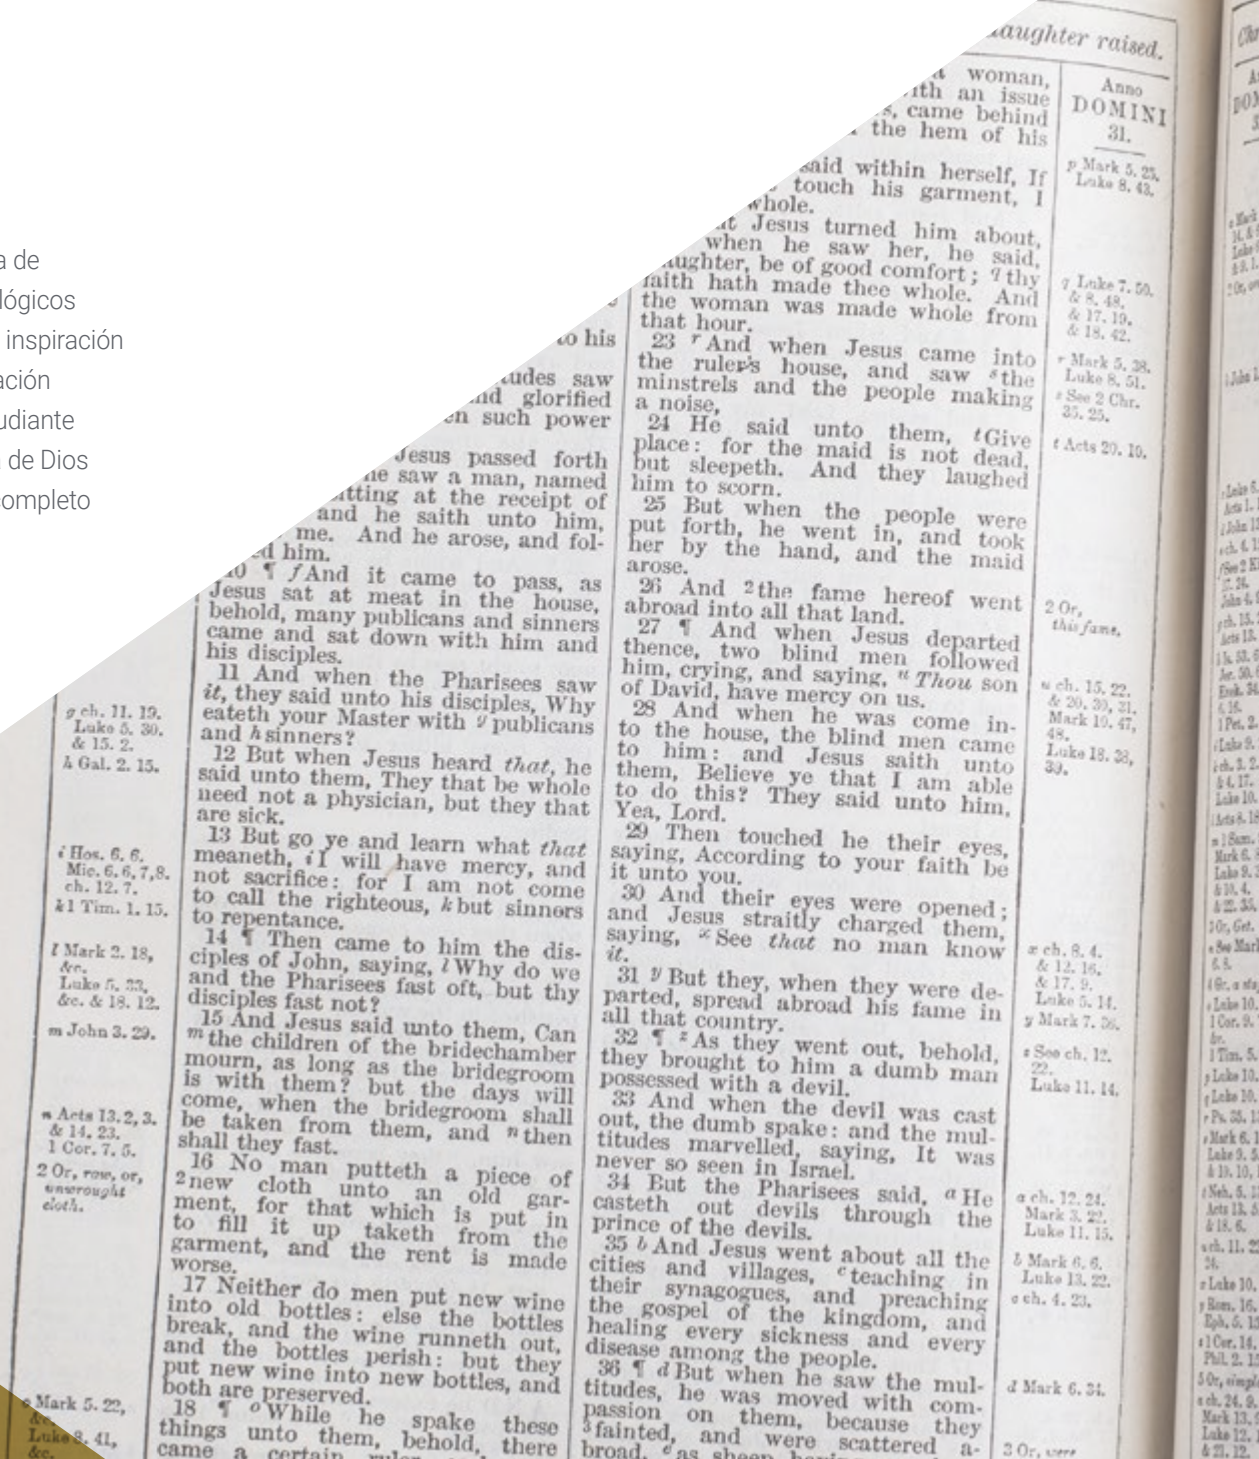 a de
lógicos
inspiración
ación
udiante
de Dios
completo
daughter raised.
g ch. 11. 19.
Luke 5. 30.
& 15. 2.
h Gal. 2. 15.
i Hos. 6. 6.
Mic. 6. 6, 7, 8.
ch. 12. 7.
k 1 Tim. 1. 15.
l Mark 2. 18,
&c.
Luke 5. 33,
&c. & 18. 12.
m John 3. 29.
n Acts 13. 2, 3.
& 14. 23.
1 Cor. 7. 5.
2 Or, raw, or,
unwrought
cloth.
o Mark 5. 22,
&c.
Luke 8. 41,
&c.
to his
tudes saw
nd glorified
en such power
Jesus passed forth
he saw a man, named
itting at the receipt of
and he saith unto him,
me. And he arose, and fol-
ed him.
10 ¶ f And it came to pass, as
Jesus sat at meat in the house,
behold, many publicans and sinners
came and sat down with him and
his disciples.
11 And when the Pharisees saw
it, they said unto his disciples, Why
eateth your Master with g publicans
and h sinners?
12 But when Jesus heard that, he
said unto them, They that be whole
need not a physician, but they that
are sick.
13 But go ye and learn what that
meaneth, i I will have mercy, and
not sacrifice: for I am not come
to call the righteous, k but sinners
to repentance.
14 ¶ Then came to him the dis-
ciples of John, saying, l Why do we
and the Pharisees fast oft, but thy
disciples fast not?
15 And Jesus said unto them, Can
m the children of the bridechamber
mourn, as long as the bridegroom
is with them? but the days will
come, when the bridegroom shall
be taken from them, and n then
shall they fast.
16 No man putteth a piece of
2 new cloth unto an old gar-
ment, for that which is put in
to fill it up taketh from the
garment, and the rent is made
worse.
17 Neither do men put new wine
into old bottles: else the bottles
break, and the wine runneth out,
and the bottles perish: but they
put new wine into new bottles, and
both are preserved.
18 ¶ o While he spake these
things unto them, behold, there
came a certain ruler
a woman,
ith an issue
s, came behind
the hem of his
said within herself, If
touch his garment, I
whole.
t Jesus turned him about,
when he saw her, he said,
aughter, be of good comfort; q thy
faith hath made thee whole. And
the woman was made whole from
that hour.
23 r And when Jesus came into
the ruler's house, and saw s the
minstrels and the people making
a noise,
24 He said unto them, t Give
place: for the maid is not dead,
but sleepeth. And they laughed
him to scorn.
25 But when the people were
put forth, he went in, and took
her by the hand, and the maid
arose.
26 And 2 the fame hereof went
abroad into all that land.
27 ¶ And when Jesus departed
thence, two blind men followed
him, crying, and saying, u Thou son
of David, have mercy on us.
28 And when he was come in-
to the house, the blind men came
to him: and Jesus saith unto
them, Believe ye that I am able
to do this? They said unto him,
Yea, Lord.
29 Then touched he their eyes,
saying, According to your faith be
it unto you.
30 And their eyes were opened;
and Jesus straitly charged them,
saying, x See that no man know
it.
31 y But they, when they were de-
parted, spread abroad his fame in
all that country.
32 ¶ z As they went out, behold,
they brought to him a dumb man
possessed with a devil.
33 And when the devil was cast
out, the dumb spake: and the mul-
titudes marvelled, saying, It was
never so seen in Israel.
34 But the Pharisees said, a He
casteth out devils through the
prince of the devils.
35 b And Jesus went about all the
cities and villages, c teaching in
their synagogues, and preaching
the gospel of the kingdom, and
healing every sickness and every
disease among the people.
36 ¶ d But when he saw the mul-
titudes, he was moved with com-
passion on them, because they
3 fainted, and were scattered a-
broad, e as sheep
Anno
DOMINI
31.
p Mark 5. 25.
Luke 8. 43.
q Luke 7. 50.
& 8. 48.
& 17. 19.
& 18. 42.
r Mark 5. 38.
Luke 8. 51.
s See 2 Chr.
35. 25.
t Acts 20. 10.
2 Or,
this fame.
u ch. 15. 22.
& 20. 30, 31.
Mark 10. 47,
48.
Luke 18. 38,
39.
x ch. 8. 4.
& 12. 16.
& 17. 9.
Luke 5. 14.
y Mark 7. 36.
z See ch. 12.
22.
Luke 11. 14.
a ch. 12. 24.
Mark 3. 22.
Luke 11. 15.
b Mark 6. 6.
Luke 13. 22.
c ch. 4. 23.
d Mark 6. 34.
3 Or, were